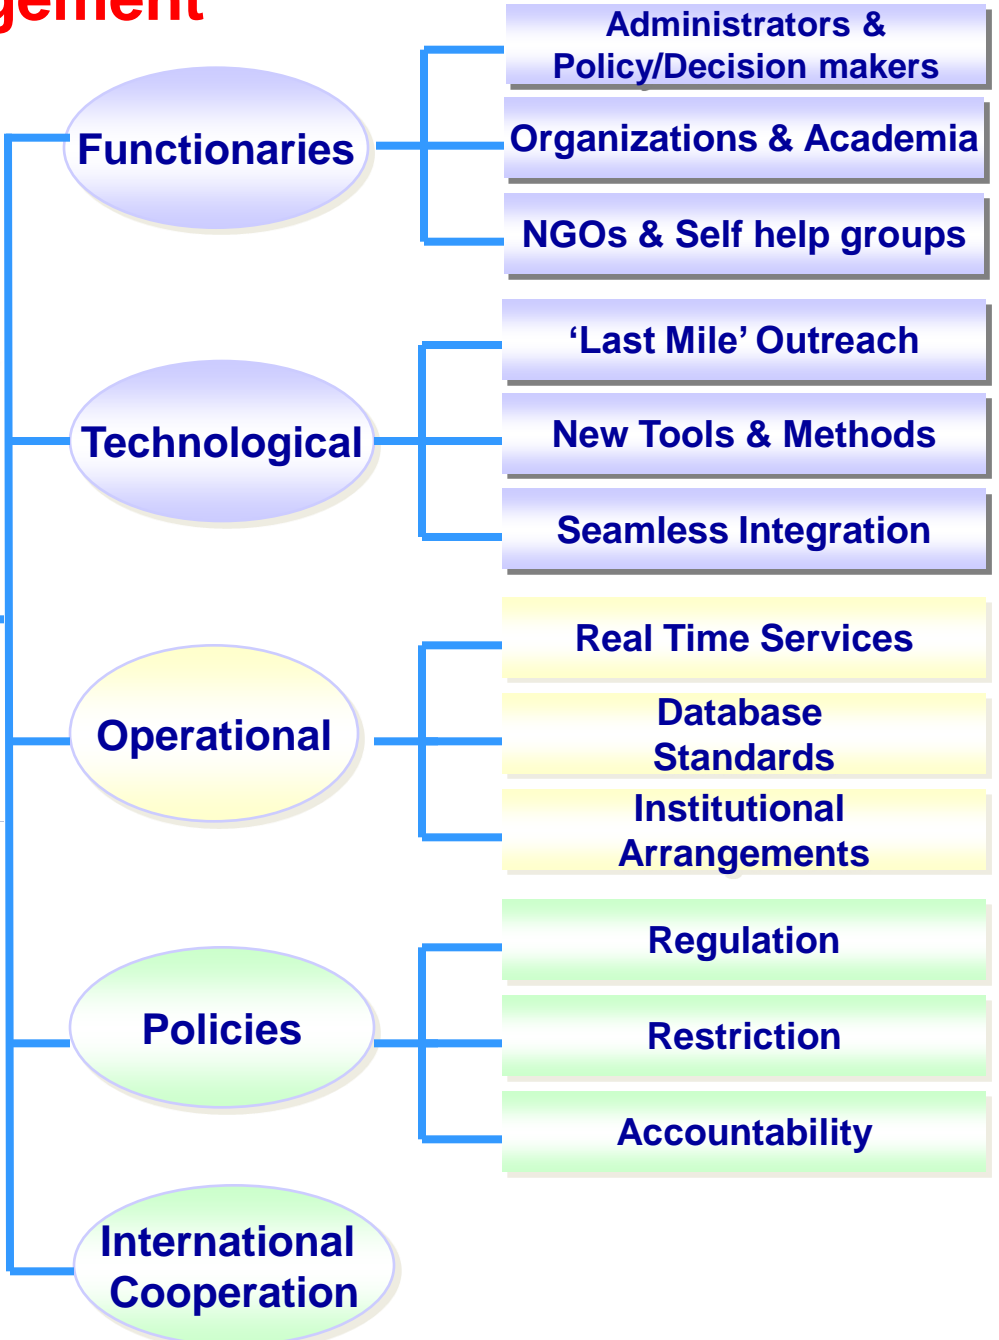 gement
Administrators &
Policy/Decision makers
Functionaries
Organizations & Academia
NGOs & Self help groups
‘Last Mile’ Outreach
Technological
New Tools & Methods
Seamless Integration
Real Time Services
Operational
Database
Standards
Institutional
Arrangements
Regulation
Policies
Restriction
Accountability
International
Cooperation